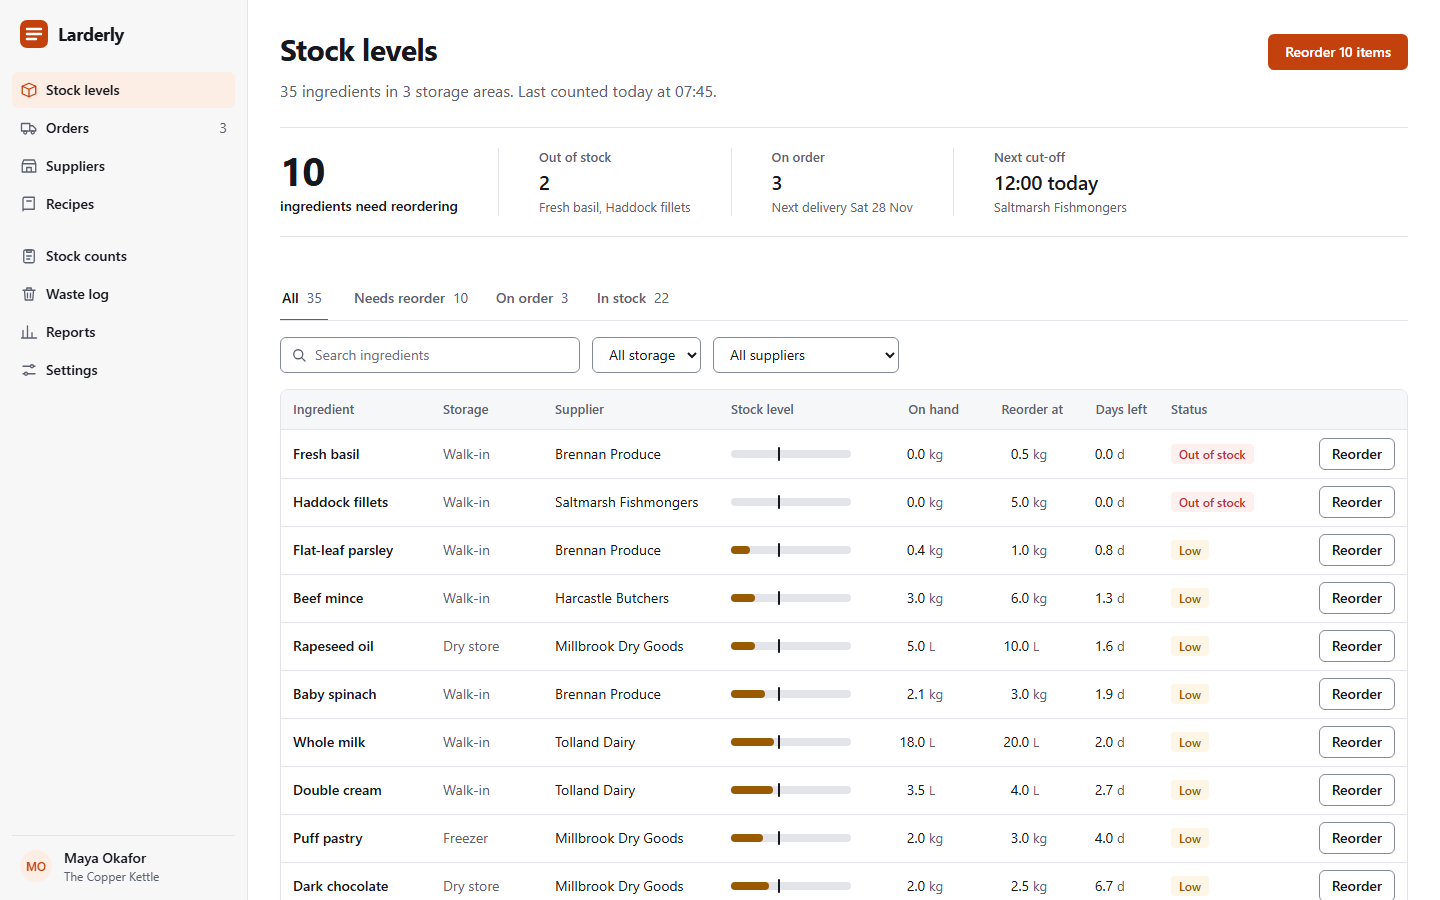 Larderly
Stock levels
Orders 3
Suppliers
Recipes
Stock counts
Waste log
Reports
Settings
MO
Maya Okafor
The Copper Kettle
Stock levels
Reorder 10 items
35 ingredients in 3 storage areas. Last counted today at 07:45.
10
ingredients need reordering
Out of stock
2
Fresh basil, Haddock fillets
On order
3
Next delivery Sat 28 Nov
Next cut-off
12:00 today
Saltmarsh Fishmongers
All 35 Needs reorder 10 On order 3 In stock 22
Search ingredients All storage All suppliers
Ingredient Storage Supplier Stock level On hand Reorder at Days left Status
Fresh basil Walk-in Brennan Produce 0.0 kg 0.5 kg 0.0 d Out of stock Reorder
Haddock fillets Walk-in Saltmarsh Fishmongers 0.0 kg 5.0 kg 0.0 d Out of stock Reorder
Flat-leaf parsley Walk-in Brennan Produce 0.4 kg 1.0 kg 0.8 d Low Reorder
Beef mince Walk-in Harcastle Butchers 3.0 kg 6.0 kg 1.3 d Low Reorder
Rapeseed oil Dry store Millbrook Dry Goods 5.0 L 10.0 L 1.6 d Low Reorder
Baby spinach Walk-in Brennan Produce 2.1 kg 3.0 kg 1.9 d Low Reorder
Whole milk Walk-in Tolland Dairy 18.0 L 20.0 L 2.0 d Low Reorder
Double cream Walk-in Tolland Dairy 3.5 L 4.0 L 2.7 d Low Reorder
Puff pastry Freezer Millbrook Dry Goods 2.0 kg 3.0 kg 4.0 d Low Reorder
Dark chocolate Dry store Millbrook Dry Goods 2.0 kg 2.5 kg 6.7 d Low Reorder